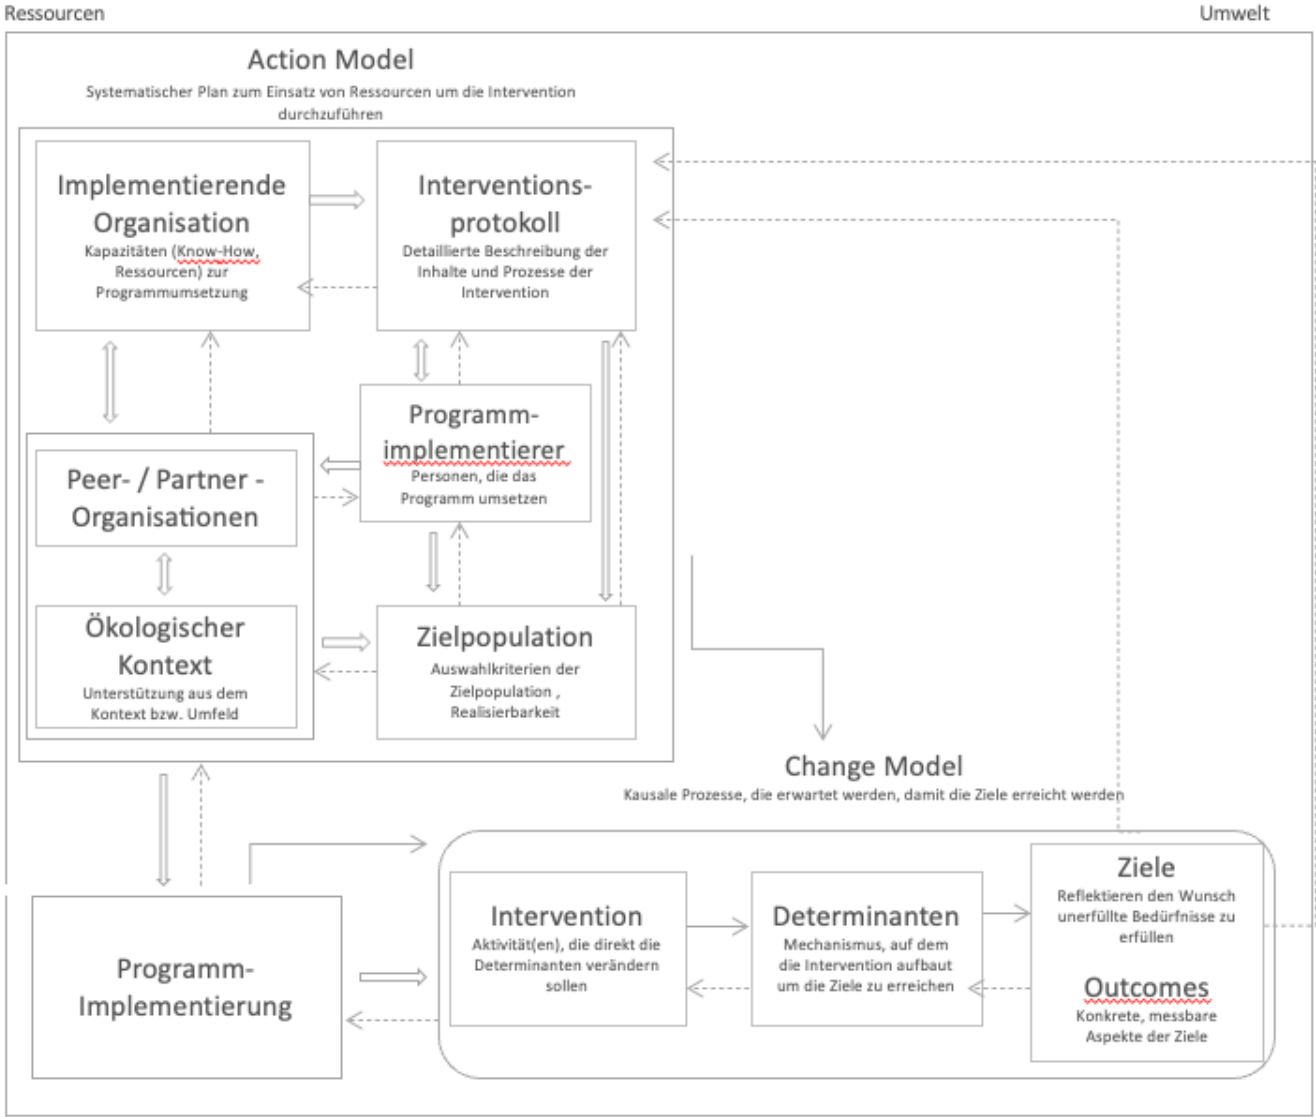 Ressourcen
Umwelt
Action Model
Systematischer Plan zum Einsatz von Ressourcen um die Intervention
durchzuführen
Implementierende
Organisation
Kapazitäten (Know-How,
Ressourcen) zur
Programmumsetzung
Interventions-
protokoll
Detaillierte Beschreibung der
Inhalte und Prozesse der
Intervention
Programm-
implementierer
Personen, die das
Programm umsetzen
Peer- / Partner -
Organisationen
Ökologischer
Kontext
Unterstützung aus dem
Kontext bzw. Umfeld
Zielpopulation
Auswahlkriterien der
Zielpopulation ,
Realisierbarkeit
Change Model
Kausale Prozesse, die erwartet werden, damit die Ziele erreicht werden
Programm-
Implementierung
Intervention
Aktivität(en), die direkt die
Determinanten verändern
sollen
Determinanten
Mechanismus, auf dem
die Intervention aufbaut
um die Ziele zu erreichen
Ziele
Reflektieren den Wunsch
unerfüllte Bedürfnisse zu
erfüllen
Outcomes
Konkrete, messbare
Aspekte der Ziele